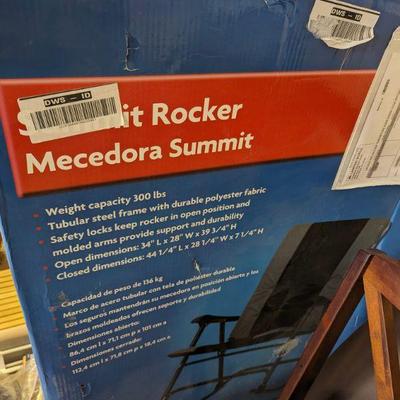 DWS - ID
DWS - ID
it Rocker
Mecedora Summit
• Weight capacity 300 lbs
• Tubular steel frame with durable polyester fabric
• Safety locks keep rocker in open position and
molded arms provide support and durability
• Open dimensions: 34" L x 28" W x 39 3/4" H
• Closed dimensions: 44 1/4" L x 28 1/4" W x 7 1/4" H
• Capacidad de peso de 136 kg
• Marco de acero tubular con tela de poliéster durable
• Los seguros mantendrán su mecedora en posición abierta y los
brazos moldeados ofrecen soporte y durabilidad
• Dimensiones abierto:
86,4 cm l x 71,1 cm p x 101 cm a
• Dimensiones cerrado:
112,4 cm l x 71,8 cm p x 18,4 cm a